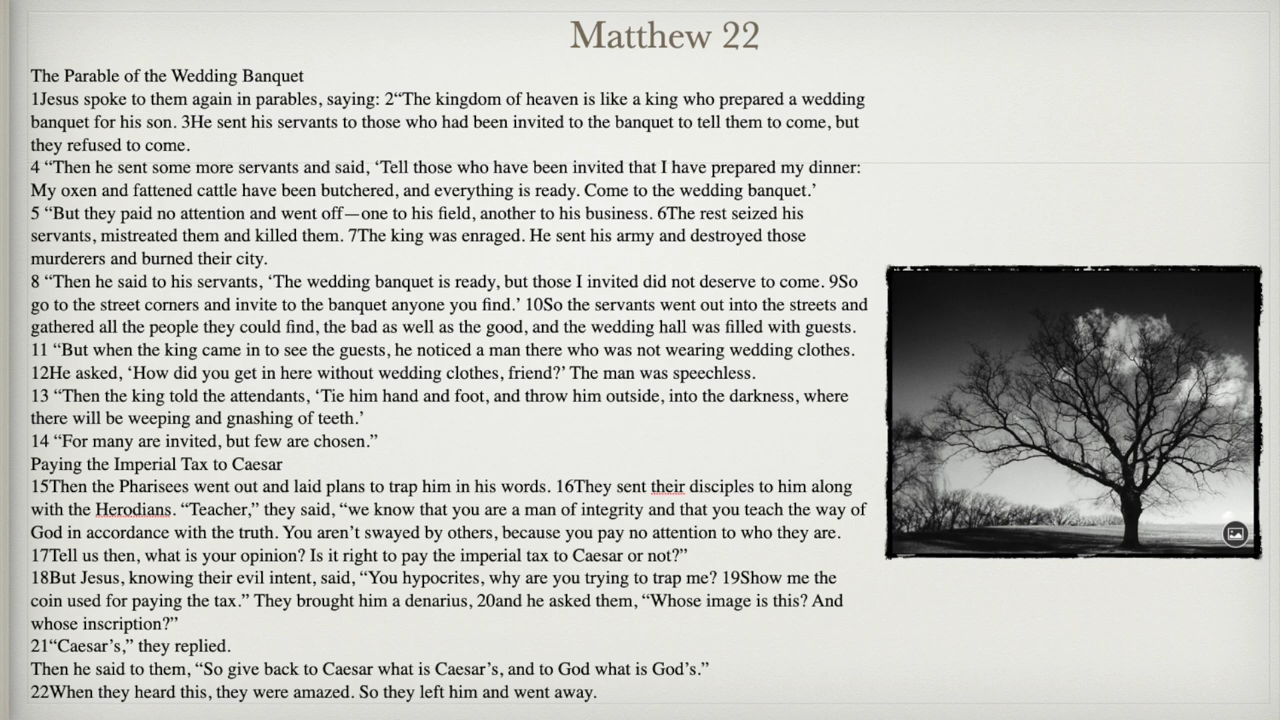 Matthew 22
The Parable of the Wedding Banquet
1Jesus spoke to them again in parables, saying: 2“The kingdom of heaven is like a king who prepared a wedding
banquet for his son. 3He sent his servants to those who had been invited to the banquet to tell them to come, but
they refused to come.
4 “Then he sent some more servants and said, ‘Tell those who have been invited that I have prepared my dinner:
My oxen and fattened cattle have been butchered, and everything is ready. Come to the wedding banquet.’
5 “But they paid no attention and went off—one to his field, another to his business. 6The rest seized his
servants, mistreated them and killed them. 7The king was enraged. He sent his army and destroyed those
murderers and burned their city.
8 “Then he said to his servants, ‘The wedding banquet is ready, but those I invited did not deserve to come. 9So
go to the street corners and invite to the banquet anyone you find.’ 10So the servants went out into the streets and
gathered all the people they could find, the bad as well as the good, and the wedding hall was filled with guests.
11 “But when the king came in to see the guests, he noticed a man there who was not wearing wedding clothes.
12He asked, ‘How did you get in here without wedding clothes, friend?’ The man was speechless.
13 “Then the king told the attendants, ‘Tie him hand and foot, and throw him outside, into the darkness, where
there will be weeping and gnashing of teeth.’
14 “For many are invited, but few are chosen.”
Paying the Imperial Tax to Caesar
15Then the Pharisees went out and laid plans to trap him in his words. 16They sent their disciples to him along
with the Herodians. “Teacher,” they said, “we know that you are a man of integrity and that you teach the way of
God in accordance with the truth. You aren’t swayed by others, because you pay no attention to who they are.
17Tell us then, what is your opinion? Is it right to pay the imperial tax to Caesar or not?”
18But Jesus, knowing their evil intent, said, “You hypocrites, why are you trying to trap me? 19Show me the
coin used for paying the tax.” They brought him a denarius, 20and he asked them, “Whose image is this? And
whose inscription?”
21“Caesar’s,” they replied.
Then he said to them, “So give back to Caesar what is Caesar’s, and to God what is God’s.”
22When they heard this, they were amazed. So they left him and went away.